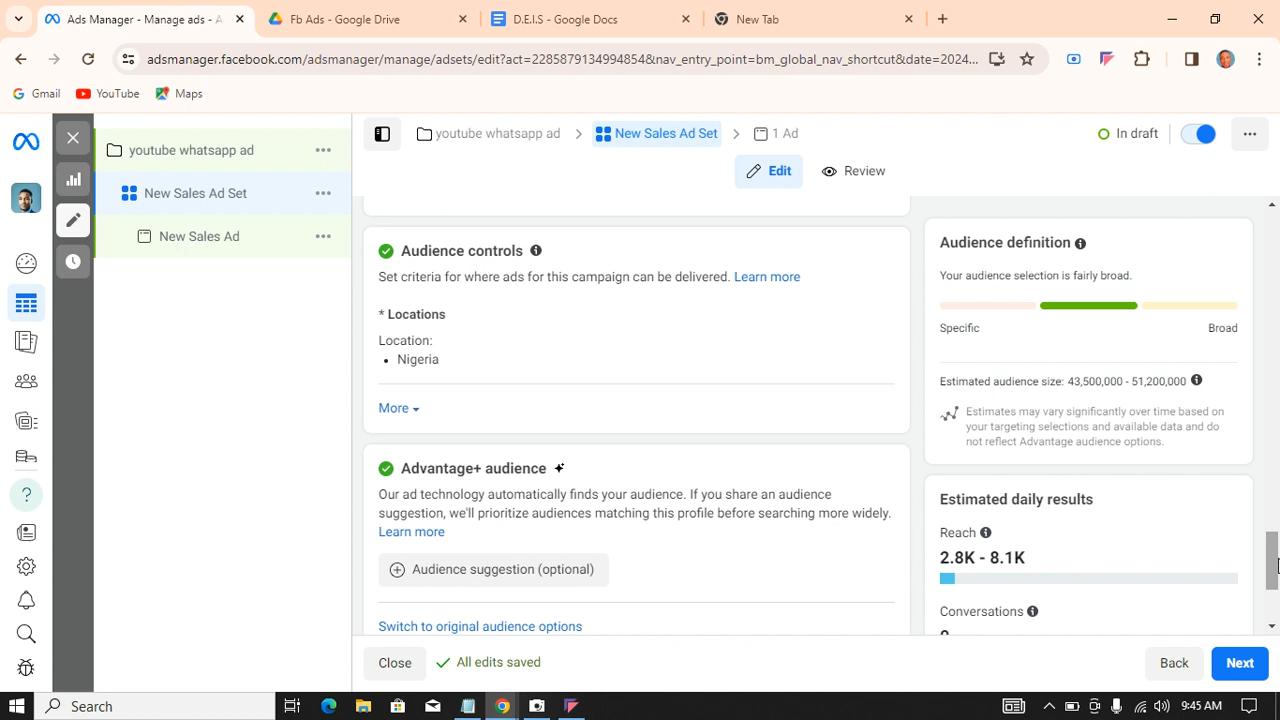 Ads Manager - Manage ads - A
Fb Ads - Google Drive
D.E.I.S - Google Docs
New Tab
adsmanager.facebook.com/adsmanager/manage/adsets/edit?act=2285879134994854&nav_entry_point=bm_global_nav_shortcut&date=2024...
Gmail
YouTube
Maps
youtube whatsapp ad
New Sales Ad Set
New Sales Ad
youtube whatsapp ad
New Sales Ad Set
1 Ad
In draft
Edit
Review
Audience controls
Set criteria for where ads for this campaign can be delivered. Learn more
* Locations
Location:
• Nigeria
More
Advantage+ audience
Our ad technology automatically finds your audience. If you share an audience
suggestion, we'll prioritize audiences matching this profile before searching more widely.
Learn more
Audience suggestion (optional)
Switch to original audience options
Audience definition
Your audience selection is fairly broad.
Specific
Broad
Estimated audience size: 43,500,000 - 51,200,000
Estimates may vary significantly over time based on
your targeting selections and available data and do
not reflect Advantage audience options.
Estimated daily results
Reach
2.8K - 8.1K
Conversations
Close
All edits saved
Back
Next
Search
9:45 AM